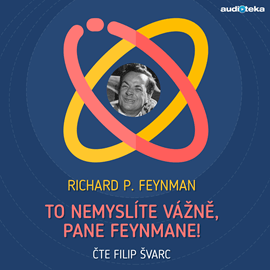 audioteka
RICHARD P. FEYNMAN
TO NEMYSLÍTE VÁŽNĚ,
PANE FEYNMANE!
ČTE FILIP ŠVARC